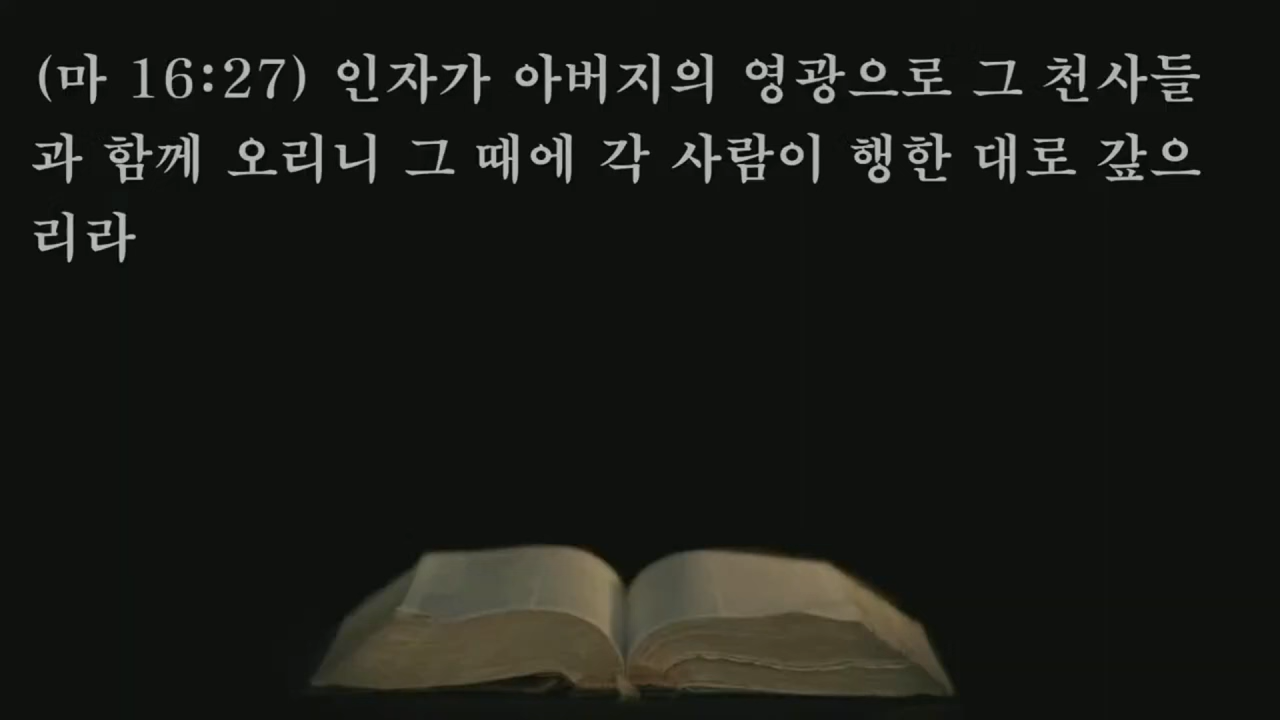 (마 16:27) 인자가 아버지의 영광으로 그 천사들
과 함께 오리니 그 때에 각 사람이 행한 대로 갚으
리라